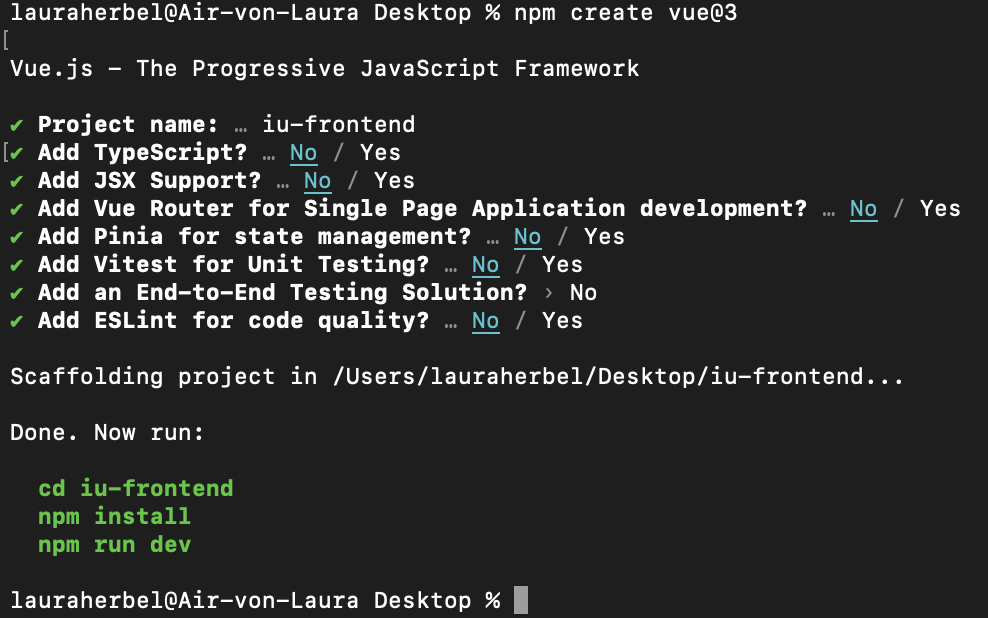 lauraherbel@Air-von-Laura Desktop % npm create vue@3
[
Vue.js – The Progressive JavaScript Framework
✔ Project name: … iu-frontend
[✔ Add TypeScript? … No / Yes
✔ Add JSX Support? … No / Yes
✔ Add Vue Router for Single Page Application development? … No / Yes
✔ Add Pinia for state management? … No / Yes
✔ Add Vitest for Unit Testing? … No / Yes
✔ Add an End-to-End Testing Solution? › No
✔ Add ESLint for code quality? … No / Yes
Scaffolding project in /Users/lauraherbel/Desktop/iu-frontend...
Done. Now run:
cd iu-frontend
npm install
npm run dev
lauraherbel@Air-von-Laura Desktop %